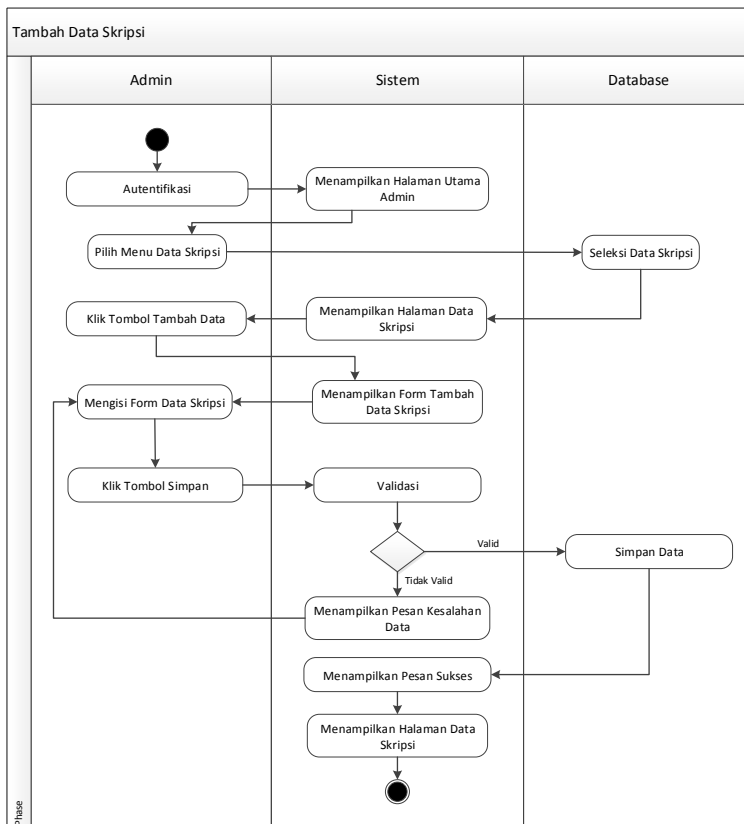 Tambah Data Skripsi
Admin
Sistem
Database
Autentifikasi
Menampilkan Halaman Utama
Admin
Pilih Menu Data Skripsi
Seleksi Data Skripsi
Klik Tombol Tambah Data
Menampilkan Halaman Data
Skripsi
Mengisi Form Data Skripsi
Menampilkan Form Tambah
Data Skripsi
Klik Tombol Simpan
Validasi
Valid
Simpan Data
Tidak Valid
Menampilkan Pesan Kesalahan
Data
Menampilkan Pesan Sukses
Menampilkan Halaman Data
Skripsi
Phase